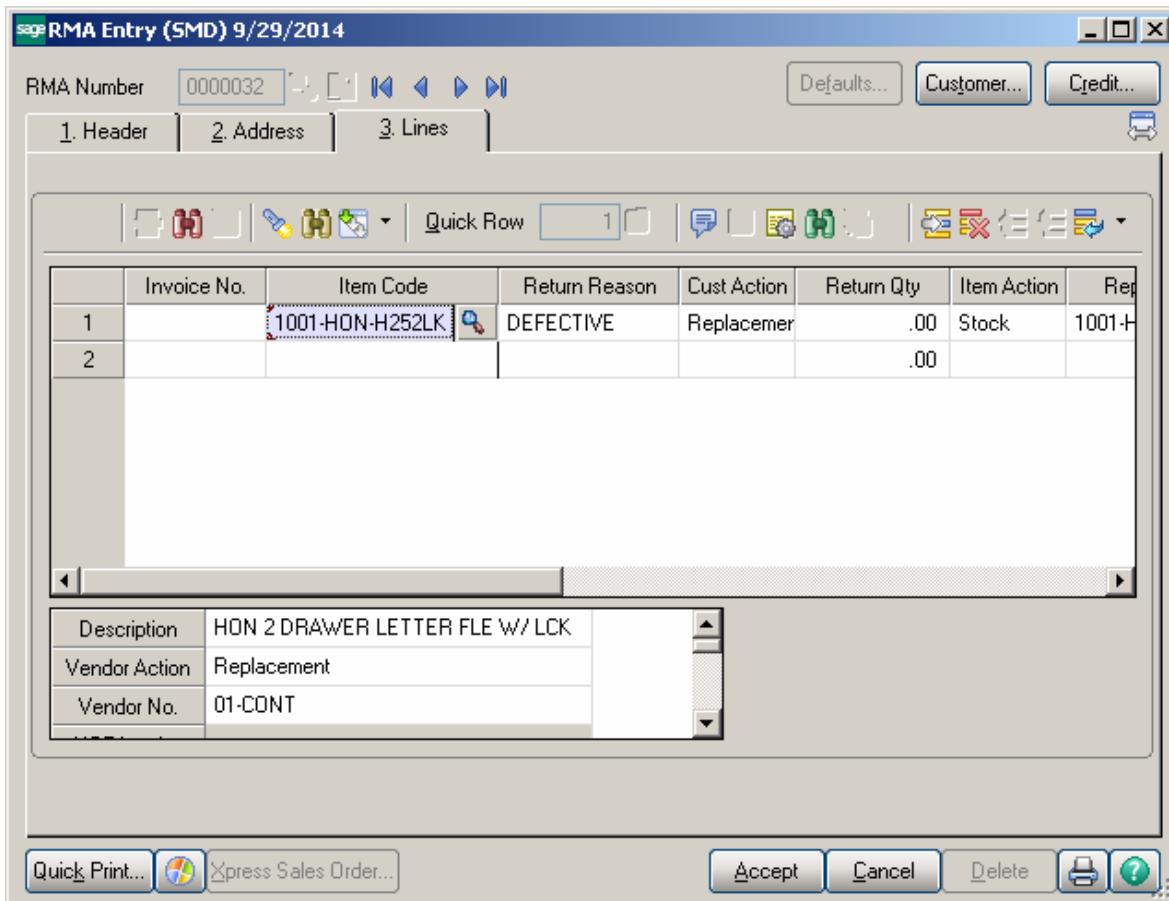 sage RMA Entry (SMD) 9/29/2014
RMA Number 0000032 Defaults... Customer... Credit...
1. Header 2. Address 3. Lines
Quick Row 1
Invoice No. Item Code Return Reason Cust Action Return Qty Item Action Rep
1 1001-HON-H252LK DEFECTIVE Replacemer .00 Stock 1001-H
2 .00
Description HON 2 DRAWER LETTER FLE W/ LCK
Vendor Action Replacement
Vendor No. 01-CONT
Quick Print... Xpress Sales Order... Accept Cancel Delete